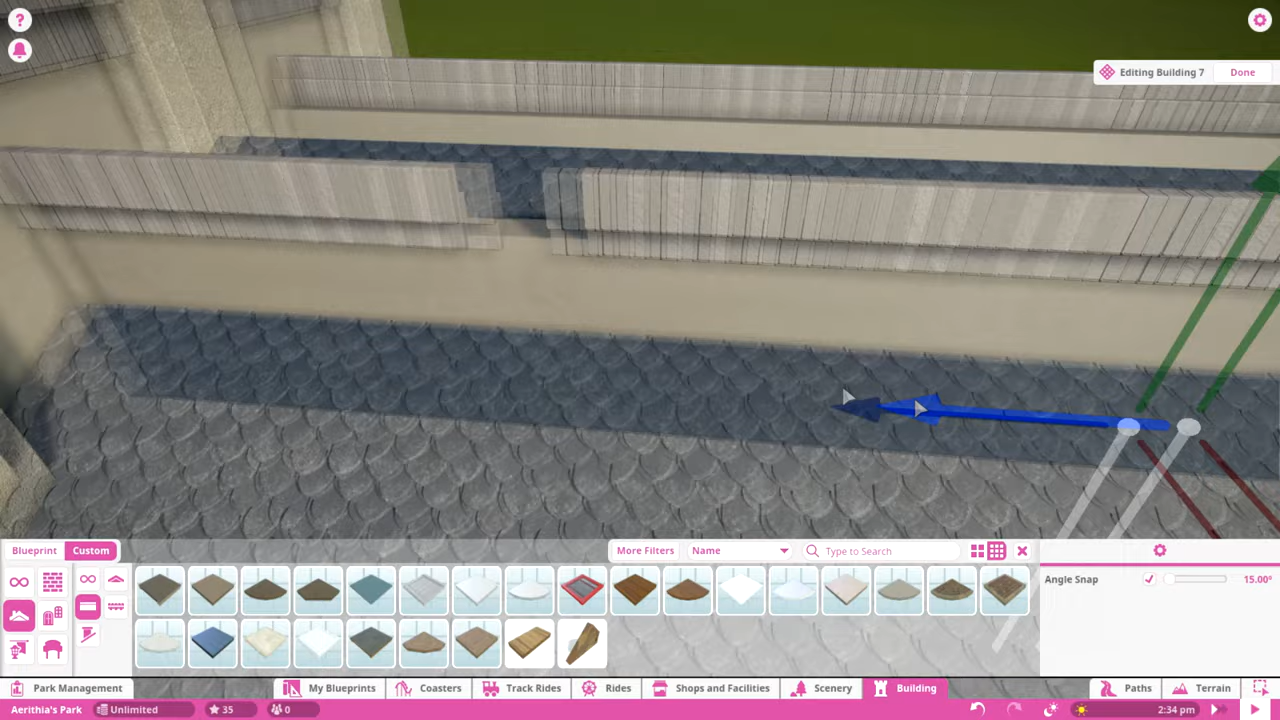 ?
Editing Building 7 Done
Blueprint Custom
More Filters Name Type to Search
Angle Snap 15.00°
Park Management My Blueprints Coasters Track Rides Rides Shops and Facilities Scenery Building Paths Terrain
Aerithia's Park Unlimited 35 0 2:34 pm